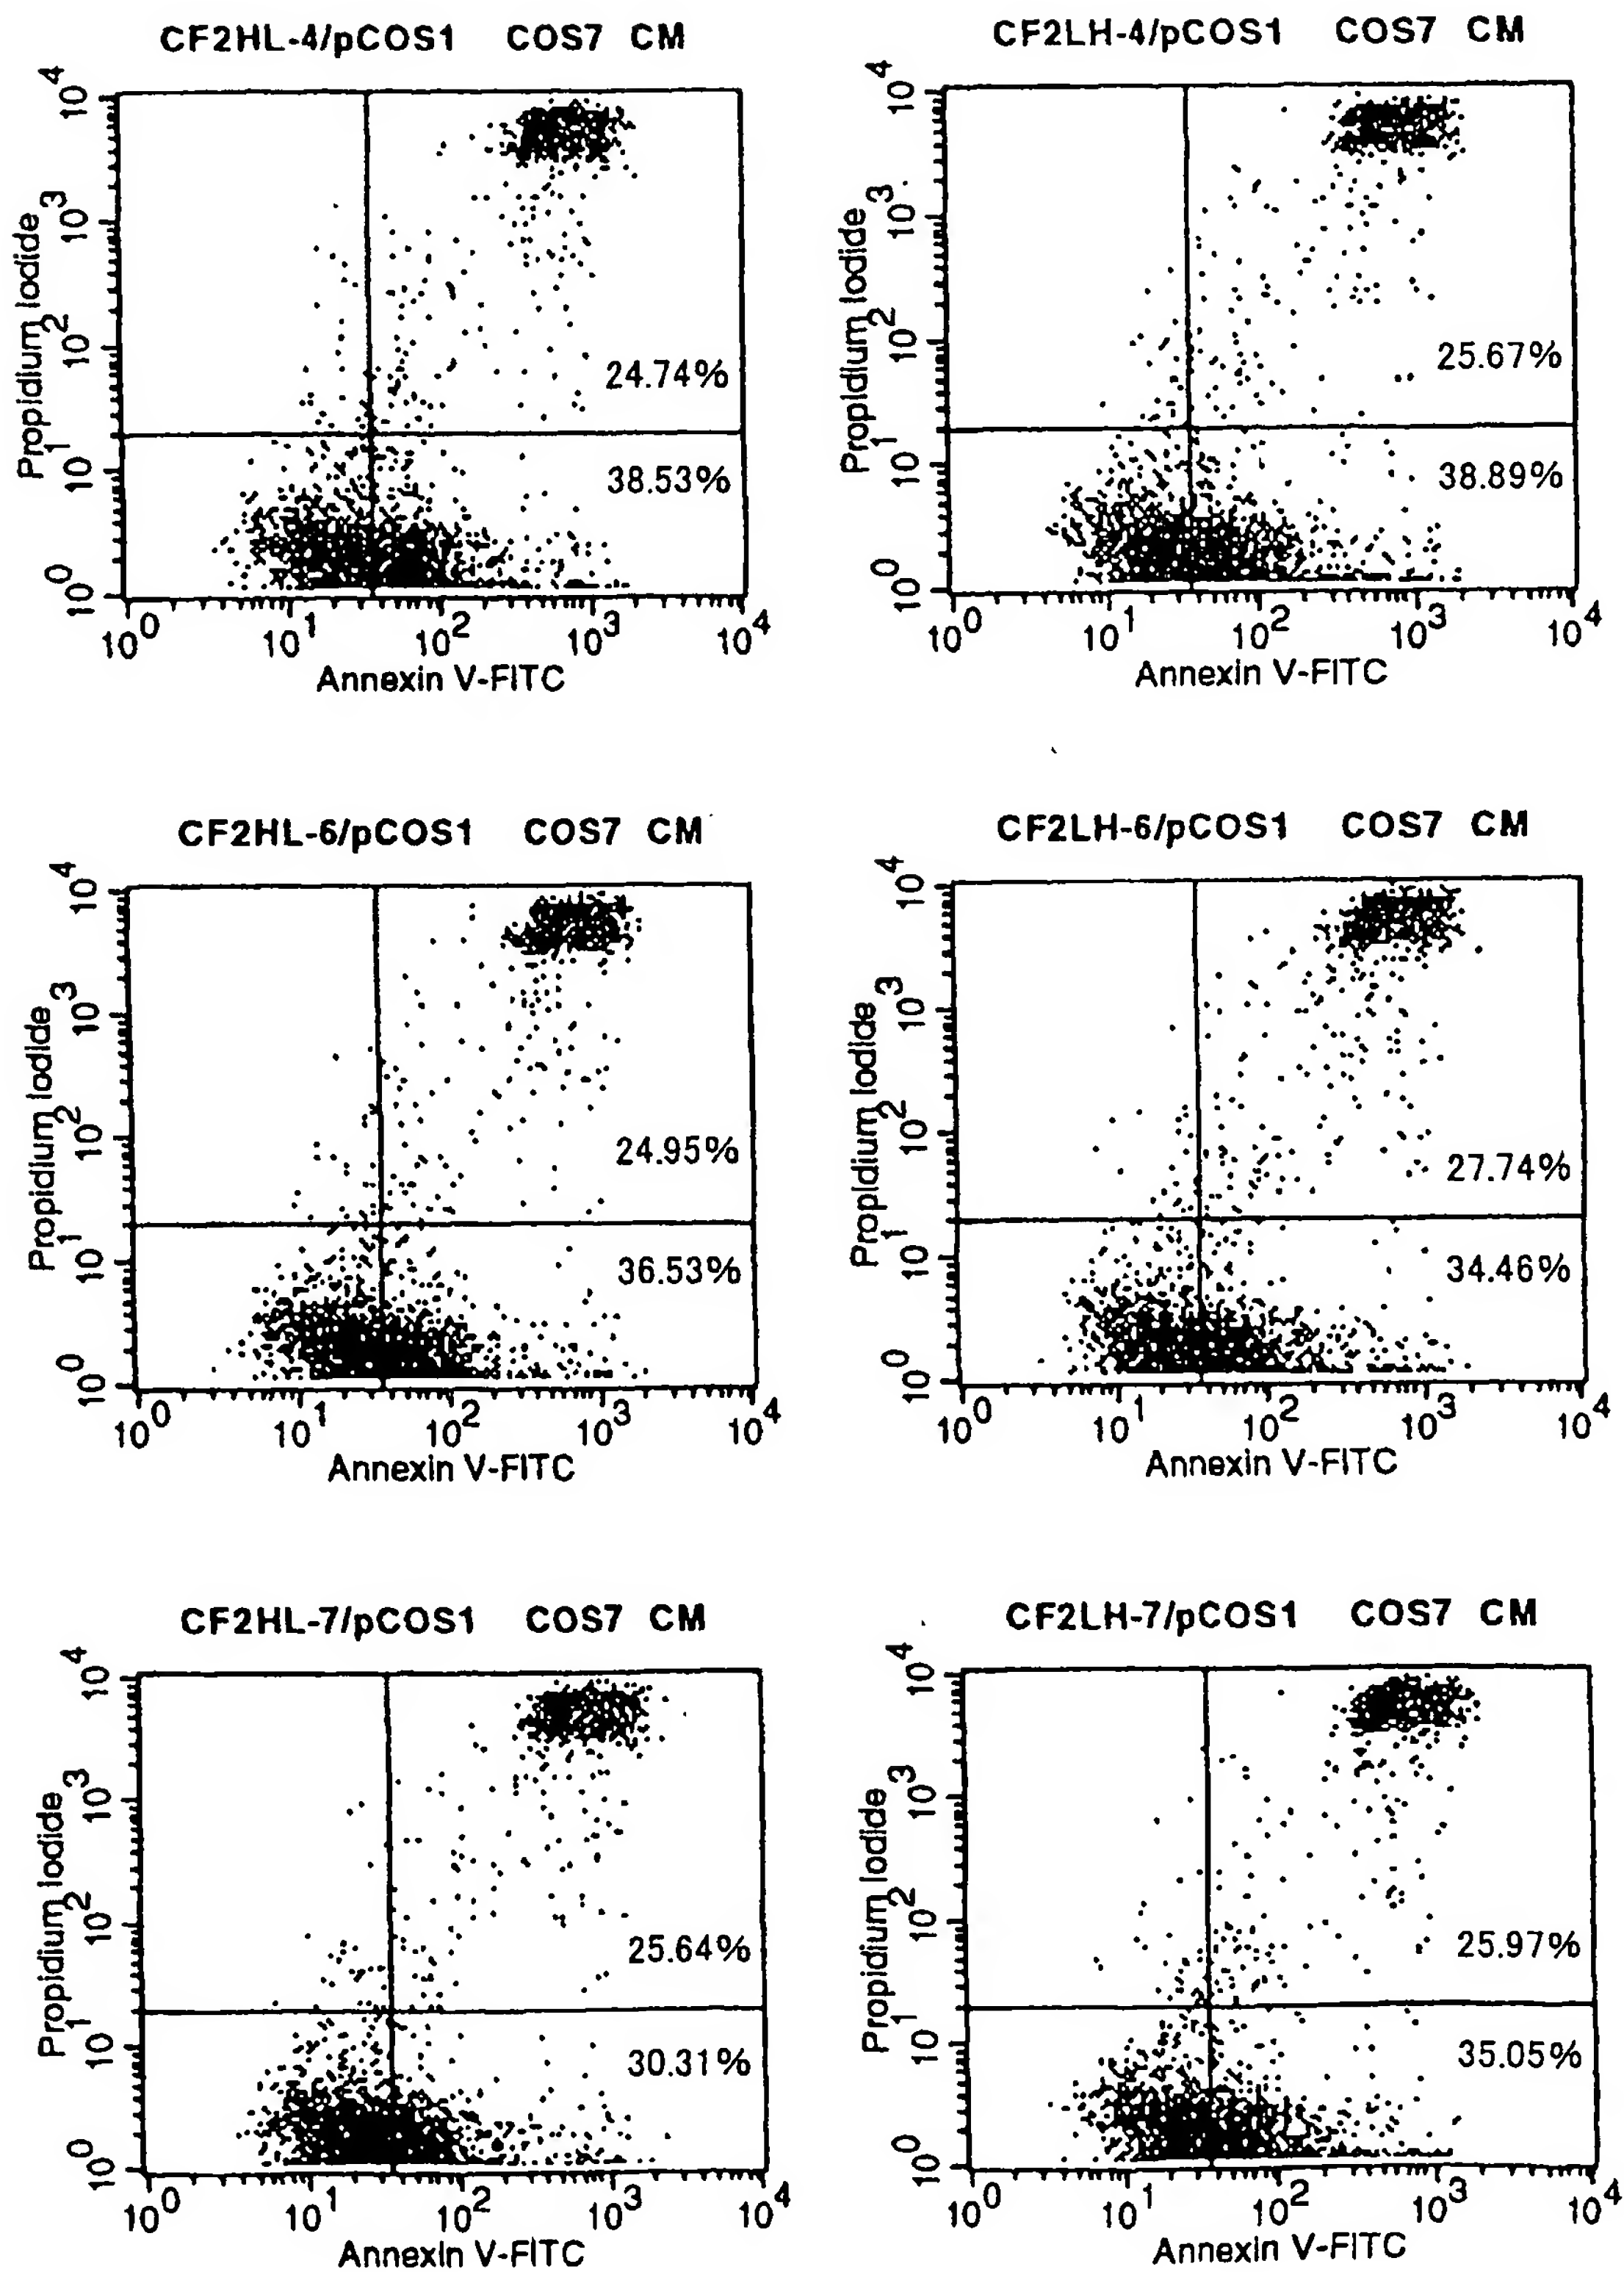 CF2HL-4/pCOS1 COS7 CM
Propidium Iodide
10^4
10^3
10^2
10^1
10^0
24.74%
38.53%
10^0 10^1 10^2 10^3 10^4
Annexin V-FITC
CF2LH-4/pCOS1 COS7 CM
Propidium Iodide
10^4
10^3
10^2
10^1
10^0
25.67%
38.89%
10^0 10^1 10^2 10^3 10^4
Annexin V-FITC
CF2HL-6/pCOS1 COS7 CM
Propidium Iodide
10^4
10^3
10^2
10^1
10^0
24.95%
36.53%
10^0 10^1 10^2 10^3 10^4
Annexin V-FITC
CF2LH-6/pCOS1 COS7 CM
Propidium Iodide
10^4
10^3
10^2
10^1
10^0
27.74%
34.46%
10^0 10^1 10^2 10^3 10^4
Annexin V-FITC
CF2HL-7/pCOS1 COS7 CM
Propidium Iodide
10^4
10^3
10^2
10^1
10^0
25.64%
30.31%
10^0 10^1 10^2 10^3 10^4
Annexin V-FITC
CF2LH-7/pCOS1 COS7 CM
Propidium Iodide
10^4
10^3
10^2
10^1
10^0
25.97%
35.05%
10^0 10^1 10^2 10^3 10^4
Annexin V-FITC